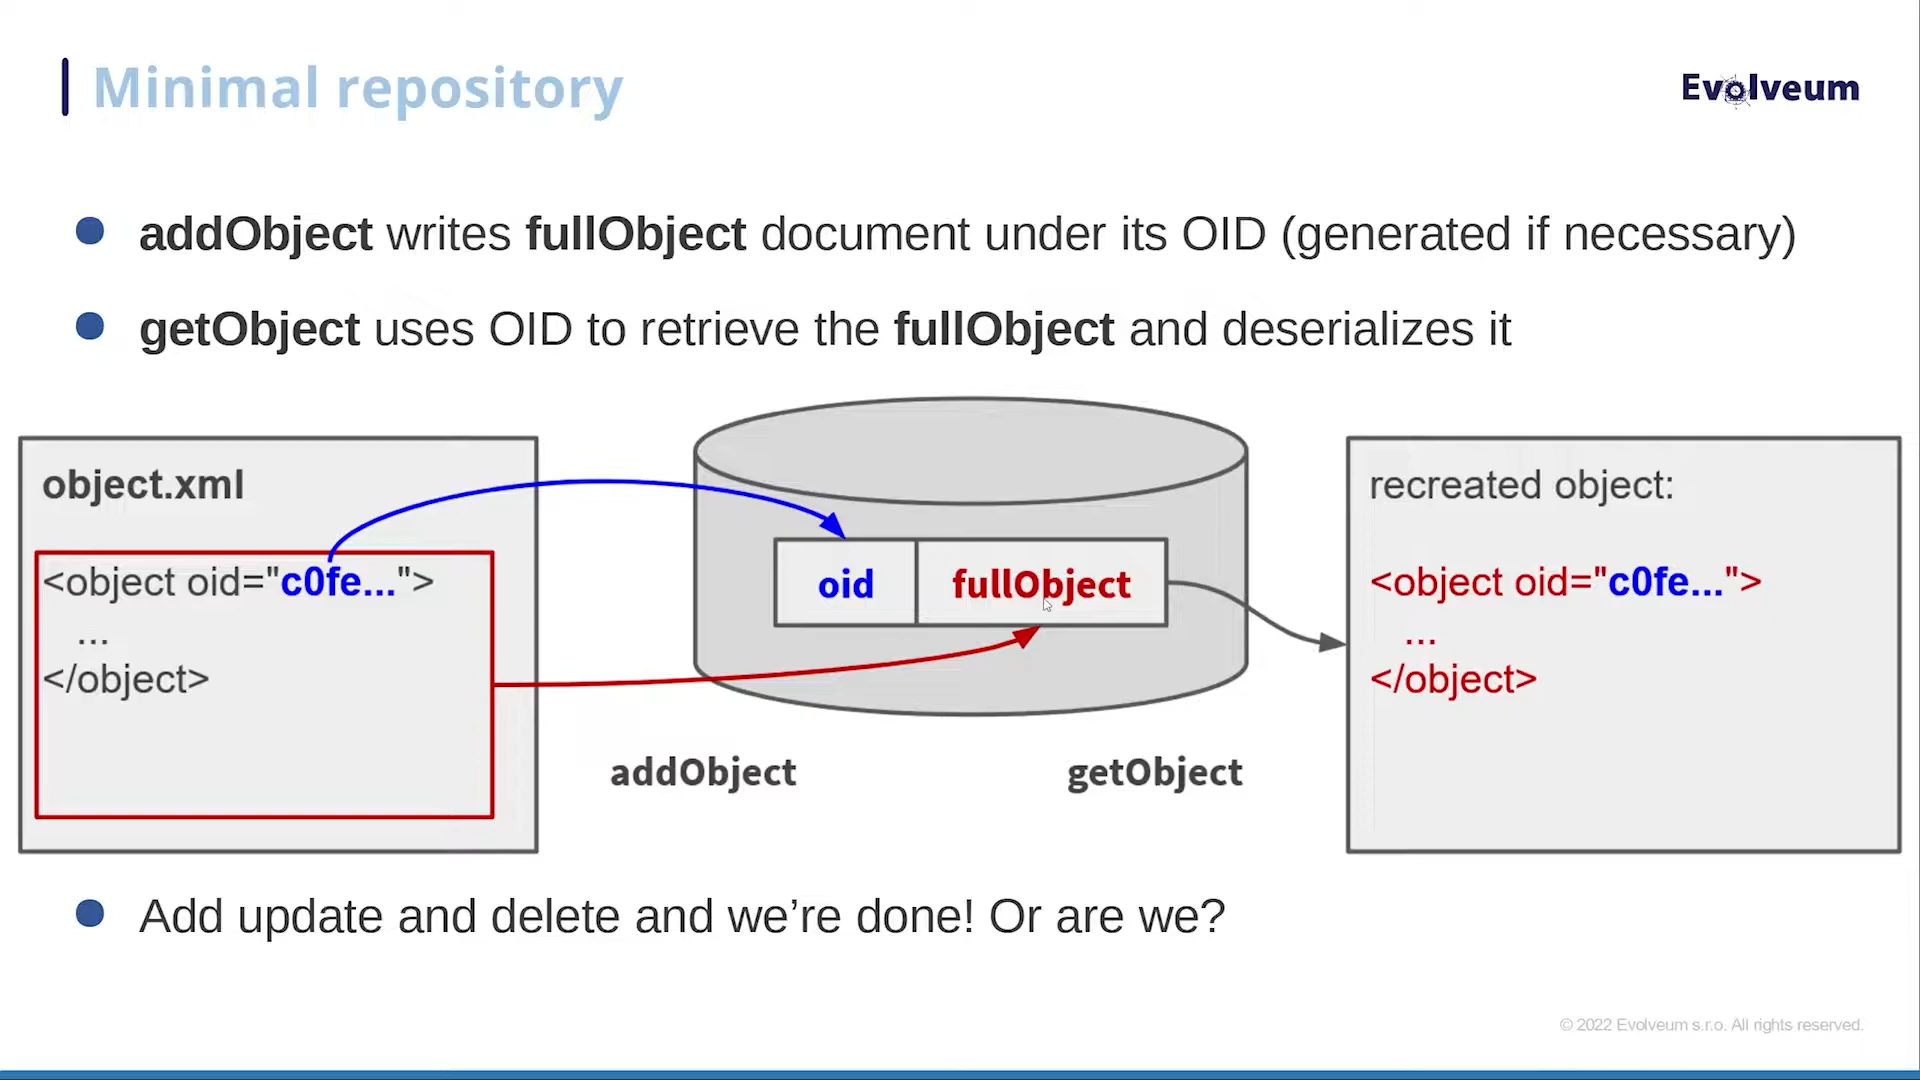 Minimal repository
Evolveum
addObject writes fullObject document under its OID (generated if necessary)
getObject uses OID to retrieve the fullObject and deserializes it
object.xml
<object oid="c0fe...">
...
</object>
oid
fullObject
recreated object:
<object oid="c0fe...">
...
</object>
addObject
getObject
Add update and delete and we’re done! Or are we?
© 2022 Evolveum s.r.o. All rights reserved.